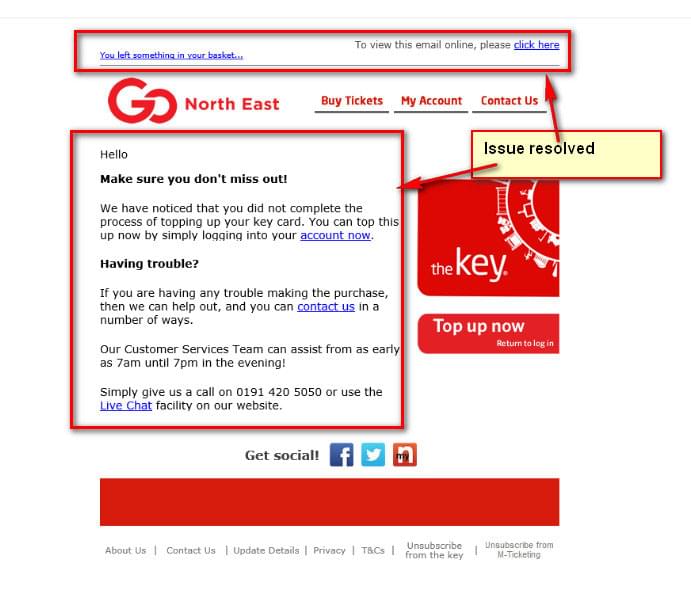 To view this email online, please click here
You left something in your basket...
GO North East
Buy Tickets My Account Contact Us
Issue resolved
Hello
Make sure you don't miss out!
We have noticed that you did not complete the
process of topping up your key card. You can top this
up now by simply logging into your account now.
Having trouble?
If you are having any trouble making the purchase,
then we can help out, and you can contact us in a
number of ways.
Our Customer Services Team can assist from as early
as 7am until 7pm in the evening!
Simply give us a call on 0191 420 5050 or use the
Live Chat facility on our website.
the key.
Top up now
Return to log in
Get social! f my n
About Us | Contact Us | Update Details | Privacy | T&Cs | Unsubscribe
from the key | Unsubscribe from
M-Ticketing